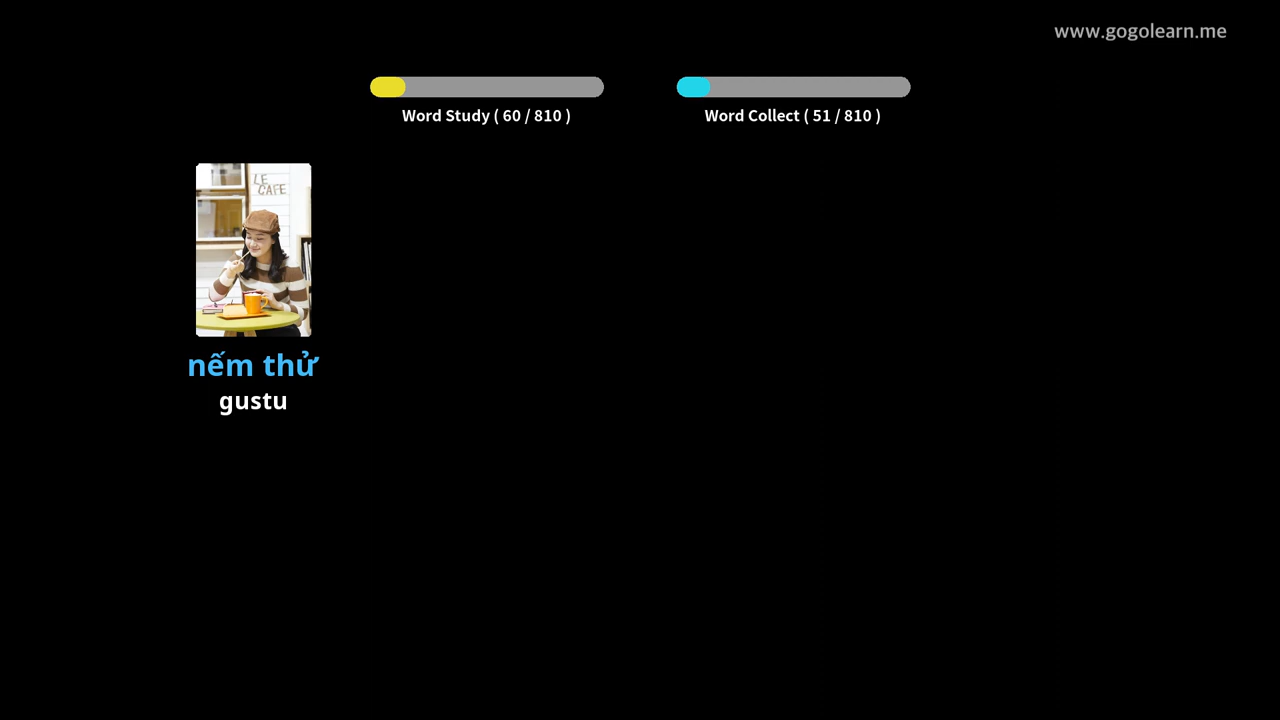 www.gogolearn.me
Word Study ( 60 / 810 )
Word Collect ( 51 / 810 )
LE CAFE
nếm thử
gustu